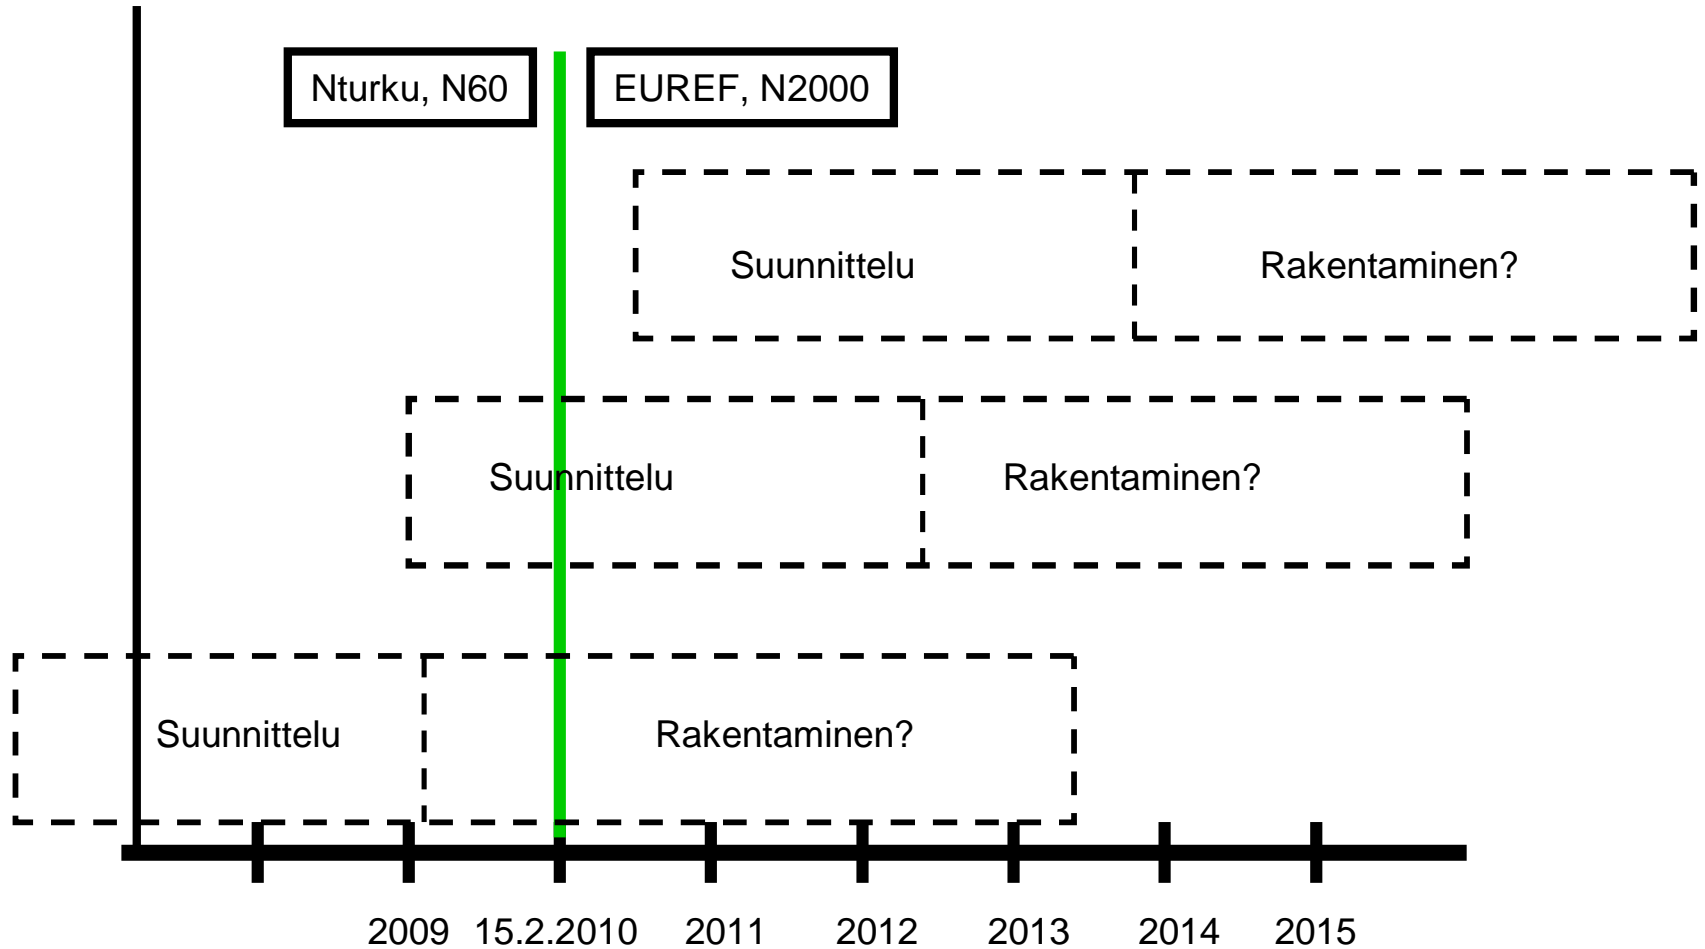 Nturku, N60
EUREF, N2000
Suunnittelu
Rakentaminen?
Suunnittelu
Rakentaminen?
Suunnittelu
Rakentaminen?
2009 15.2.2010 2011 2012 2013 2014 2015